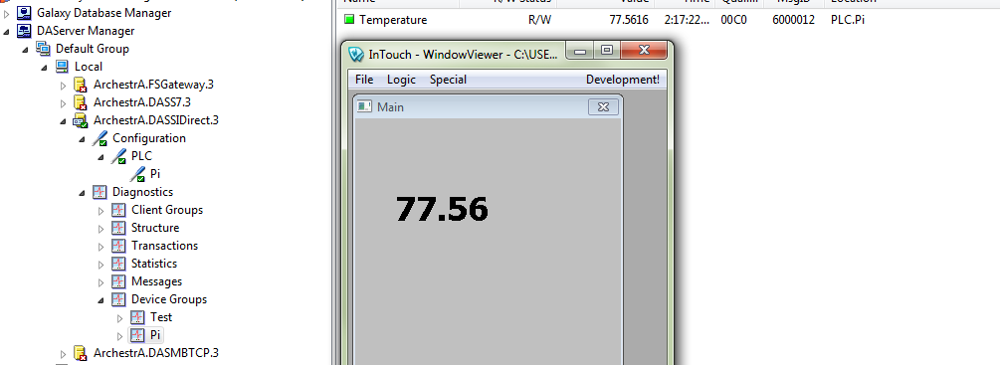 Galaxy Database Manager
DAServer Manager
Default Group
Local
ArchestrA.FSGateway.3
ArchestrA.DASS7.3
ArchestrA.DASSIDirect.3
Configuration
PLC
Pi
Diagnostics
Client Groups
Structure
Transactions
Statistics
Messages
Device Groups
Test
Pi
ArchestrA.DASMBTCP.3
Name R/W Status Value Time Quality MsgID Location
Temperature R/W 77.5616 2:17:22... 00C0 6000012 PLC.Pi
InTouch - WindowViewer - C:\USE...
File Logic Special Development!
Main
77.56